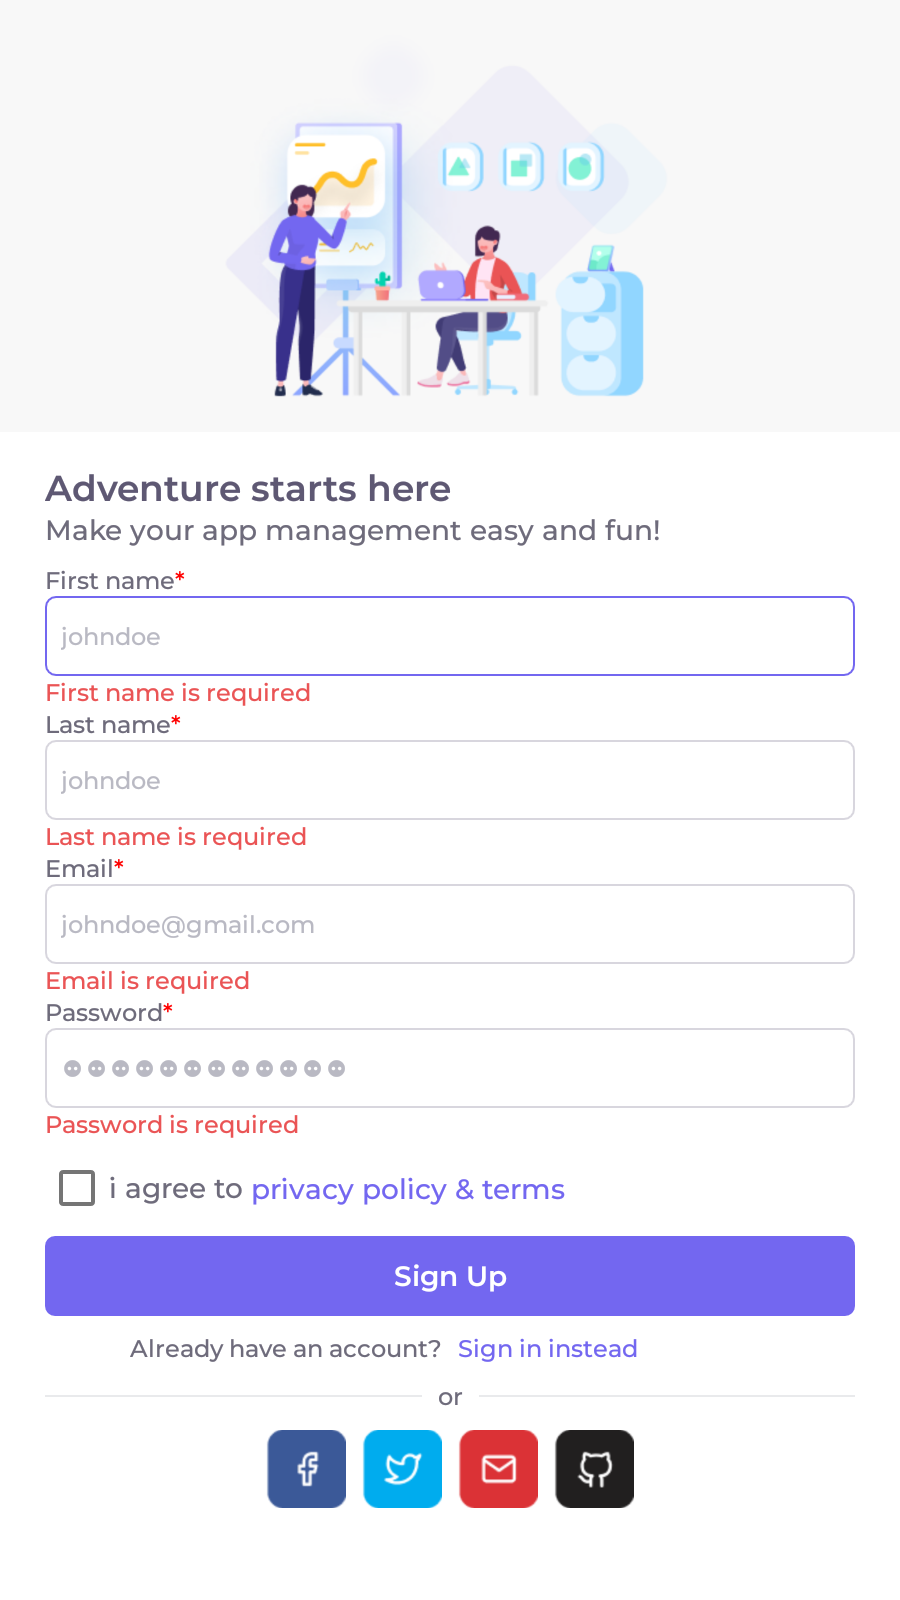 Adventure starts here
Make your app management easy and fun!
First name*
johndoe
First name is required
Last name*
johndoe
Last name is required
Email*
johndoe@gmail.com
Email is required
Password*
Password is required
i agree to privacy policy & terms
Sign Up
Already have an account? Sign in instead
or